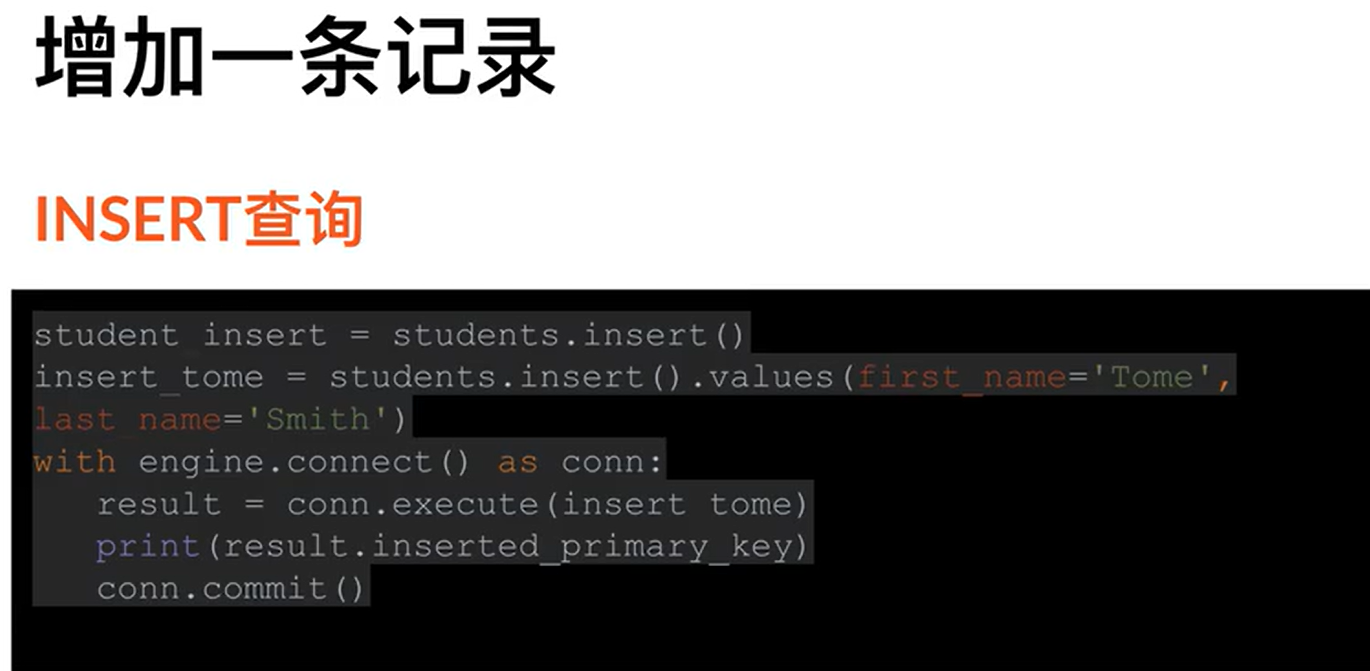 增加一条记录
INSERT查询
student insert = students.insert()
insert_tome = students.insert().values(first_name='Tome',
last name='Smith')
with engine.connect() as conn:
result = conn.execute(insert tome)
print(result.inserted_primary_key)
conn.commit()